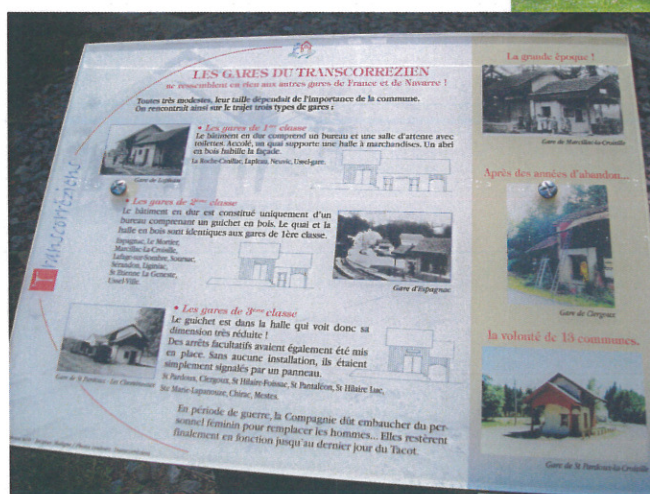 LES GARES DU TRANSCORREZIEN
ne ressemblent en rien aux autres gares de France et de Navarre !
Toutes très modestes, leur taille dépendait de l'importance de la commune.
On rencontrait ainsi sur le trajet trois types de gares :
• Les gares de 1ère classe
Le bâtiment en dur comprend un bureau et une salle d'attente avec
toilettes. Accolé, un quai supporte une halle à marchandises. Un abri
en bois habille la façade.
La Roche-Canillac, Lapleau, Neuvic, Ussel-gare.
Gare de Lapleau
• Les gares de 2ème classe
Le bâtiment en dur est constitué uniquement d'un
bureau comprenant un guichet en bois. Le quai et la
halle en bois sont identiques aux gares de 1ère classe.
Espagnac, Le Mortier,
Marcillac-La-Croisille,
Lafage-sur-Sombre, Soursac,
Sérandon, Liginiac,
St Etienne La Geneste,
Ussel-Ville.
Gare d'Espagnac
• Les gares de 3ème classe
Le guichet est dans la halle qui voit donc sa
dimension très réduite !
Des arrêts facultatifs avaient également été mis
en place. Sans aucune installation, ils étaient
simplement signalés par un panneau.
St Pardoux, Clergoux, St Hilaire-Foissac, St Pantaléon, St Hilaire Luc,
Ste Marie-Lapanouze, Chirac, Mestes.
Gare de St Pardoux
En période de guerre, la Compagnie dût embaucher du per-
sonnel féminin pour remplacer les hommes... Elles restèrent
finalement en fonction jusqu'au dernier jour du Tacot.
Transcorrézien
La grande époque !
Gare de Marcillac-la-Croisille
Après des années d'abandon...
Gare de Clergoux
la volonté de 13 communes.
Gare de St Pardoux-la-Croisille